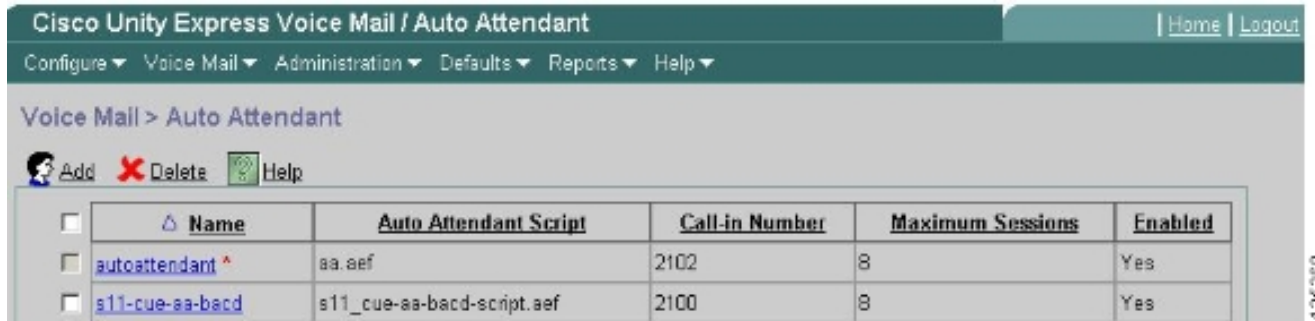 Cisco Unity Express Voice Mail / Auto Attendant | Home | Logout
Configure Voice Mail Administration Defaults Reports Help
Voice Mail > Auto Attendant
Add Delete Help
Name Auto Attendant Script Call-in Number Maximum Sessions Enabled
autoattendant * aa.aef 2102 8 Yes
s11-cue-aa-bacd s11_cue-aa-bacd-script.aef 2100 8 Yes